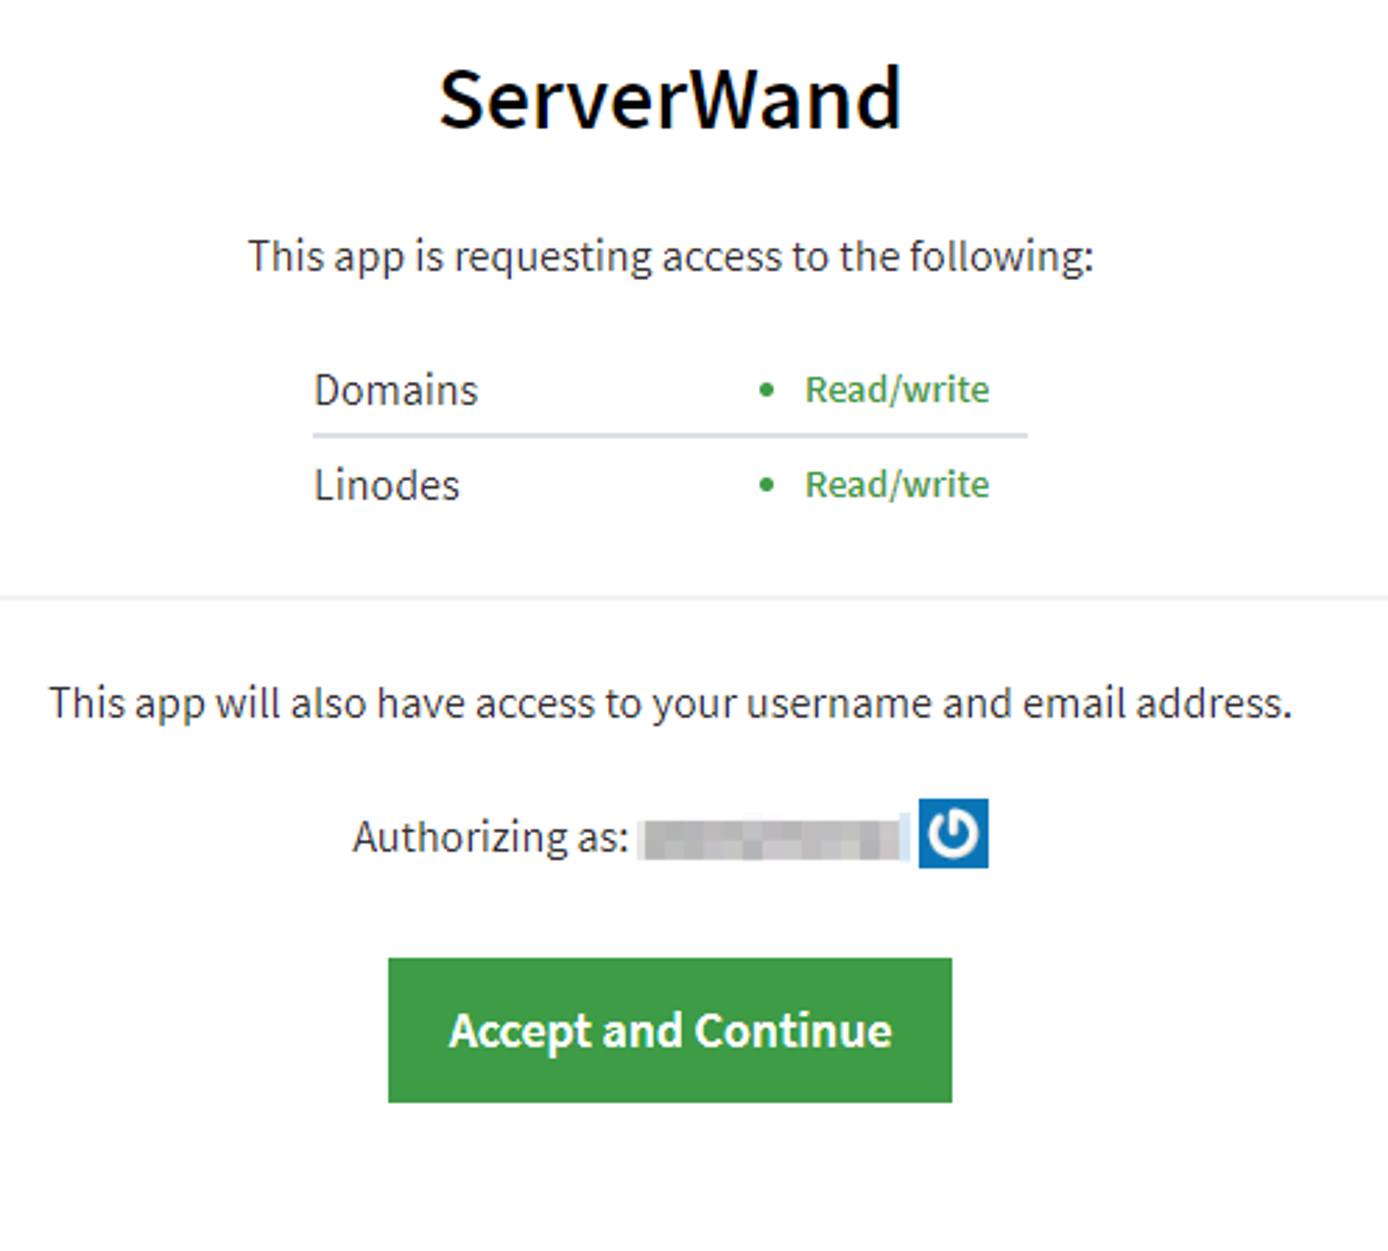 ServerWand
This app is requesting access to the following:
Domains • Read/write
Linodes • Read/write
This app will also have access to your username and email address.
Authorizing as:
Accept and Continue